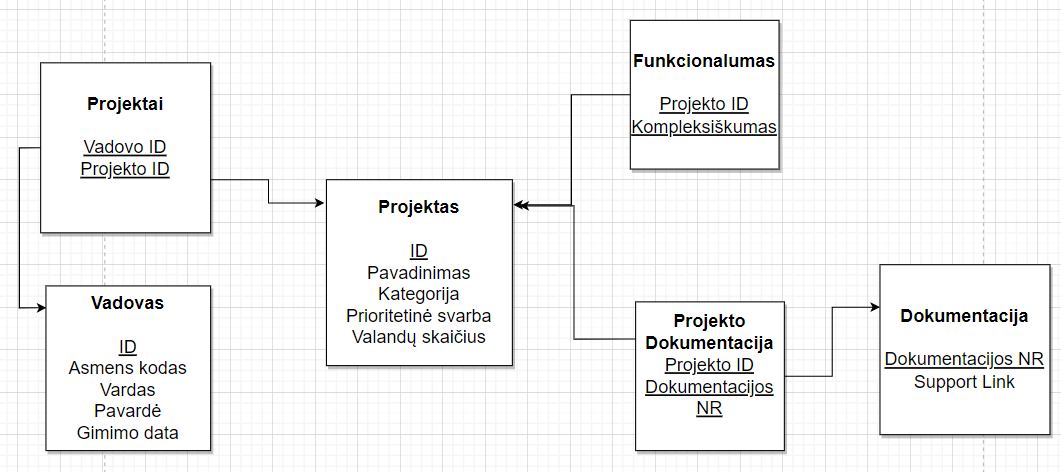 Projektai
Vadovo ID
Projekto ID
Vadovas
ID
Asmens kodas
Vardas
Pavardė
Gimimo data
Projektas
ID
Pavadinimas
Kategorija
Prioritetinė svarba
Valandų skaičius
Funkcionalumas
Projekto ID
Kompleksiškumas
Projekto
Dokumentacija
Projekto ID
Dokumentacijos
NR
Dokumentacija
Dokumentacijos NR
Support Link